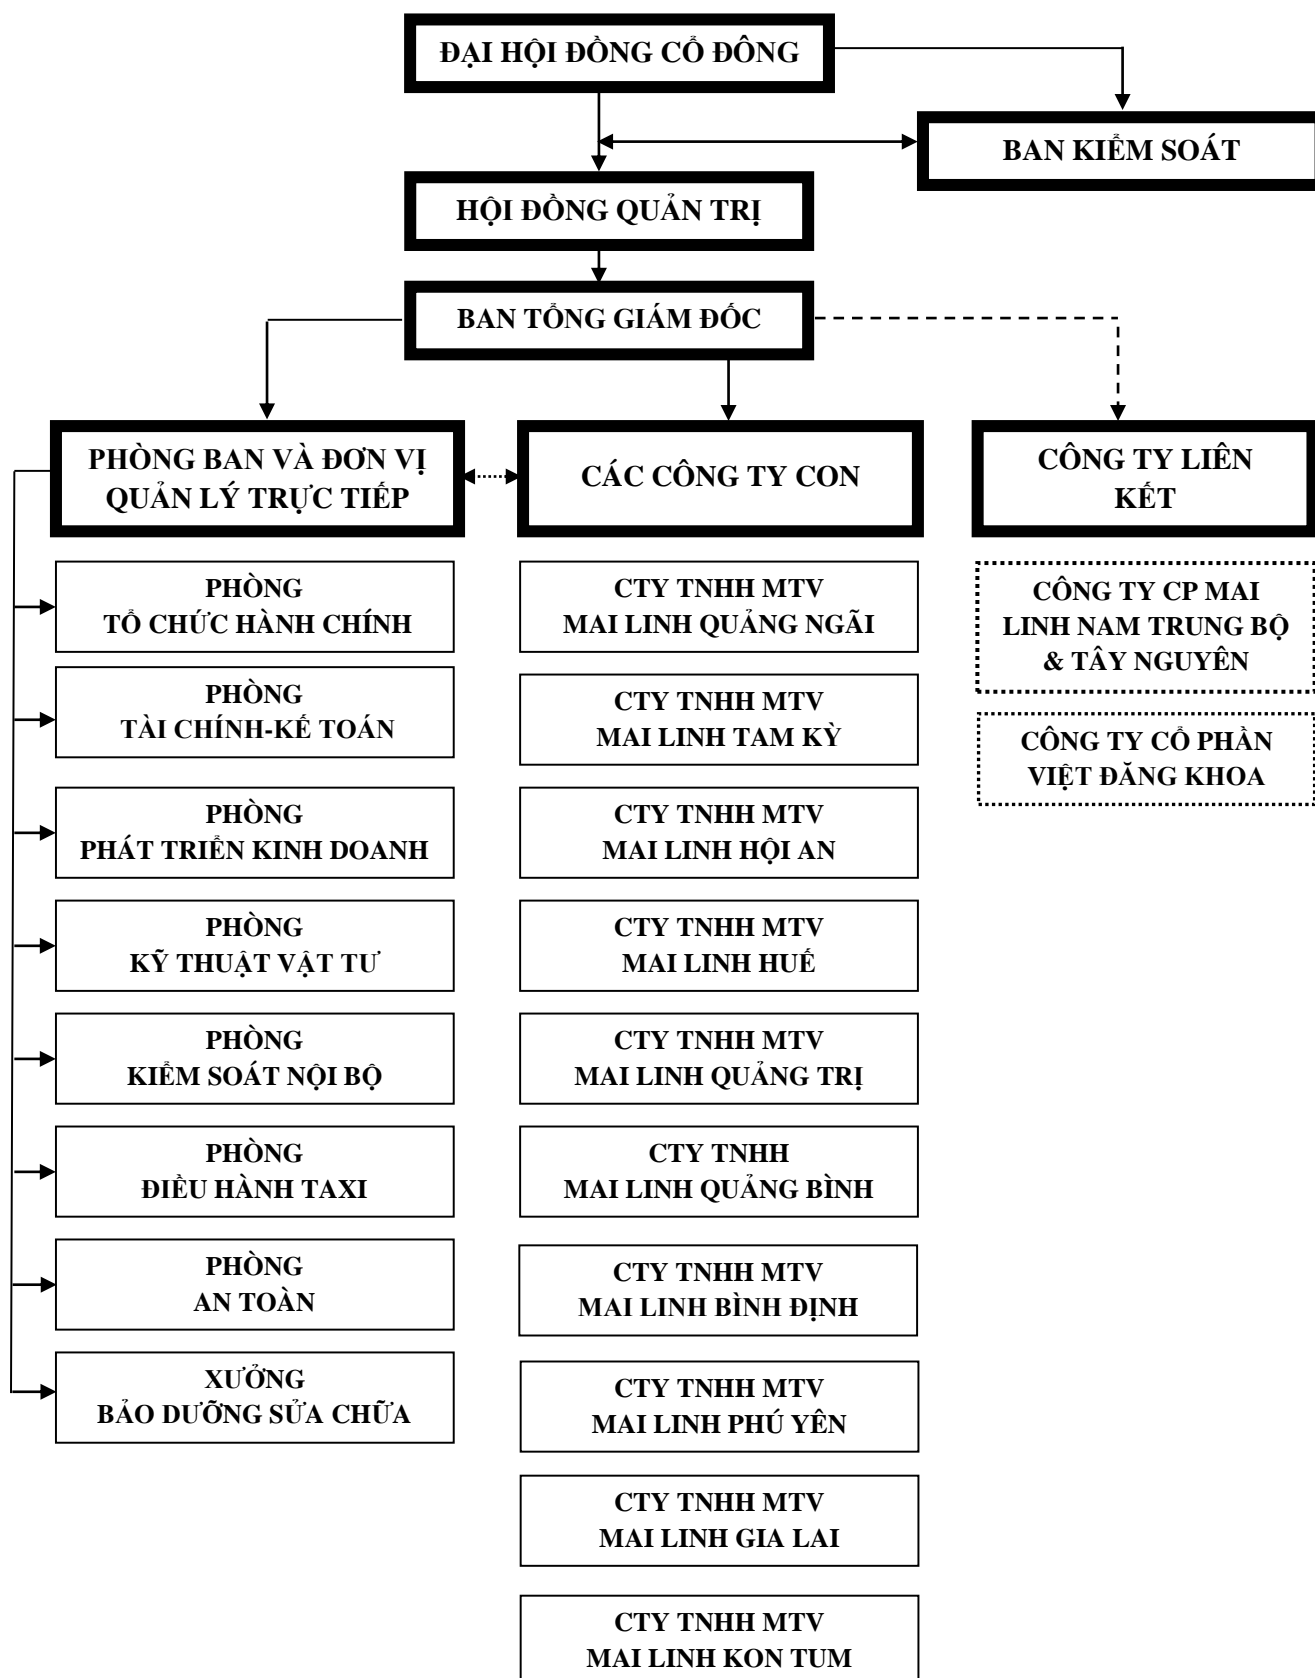 ĐẠI HỘI ĐỒNG CỔ ĐÔNG
BAN KIỂM SOÁT
HỘI ĐỒNG QUẢN TRỊ
BAN TỔNG GIÁM ĐỐC
PHÒNG BAN VÀ ĐƠN VỊ
QUẢN LÝ TRỰC TIẾP
CÁC CÔNG TY CON
CÔNG TY LIÊN
KẾT
PHÒNG
TỔ CHỨC HÀNH CHÍNH
PHÒNG
TÀI CHÍNH-KẾ TOÁN
PHÒNG
PHÁT TRIỂN KINH DOANH
PHÒNG
KỸ THUẬT VẬT TƯ
PHÒNG
KIỂM SOÁT NỘI BỘ
PHÒNG
ĐIỀU HÀNH TAXI
PHÒNG
AN TOÀN
XƯỞNG
BẢO DƯỠNG SỬA CHỮA
CTY TNHH MTV
MAI LINH QUẢNG NGÃI
CTY TNHH MTV
MAI LINH TAM KỲ
CTY TNHH MTV
MAI LINH HỘI AN
CTY TNHH MTV
MAI LINH HUẾ
CTY TNHH MTV
MAI LINH QUẢNG TRỊ
CTY TNHH
MAI LINH QUẢNG BÌNH
CTY TNHH MTV
MAI LINH BÌNH ĐỊNH
CTY TNHH MTV
MAI LINH PHÚ YÊN
CTY TNHH MTV
MAI LINH GIA LAI
CTY TNHH MTV
MAI LINH KON TUM
CÔNG TY CP MAI
LINH NAM TRUNG BỘ
& TÂY NGUYÊN
CÔNG TY CỔ PHẦN
VIỆT ĐĂNG KHOA